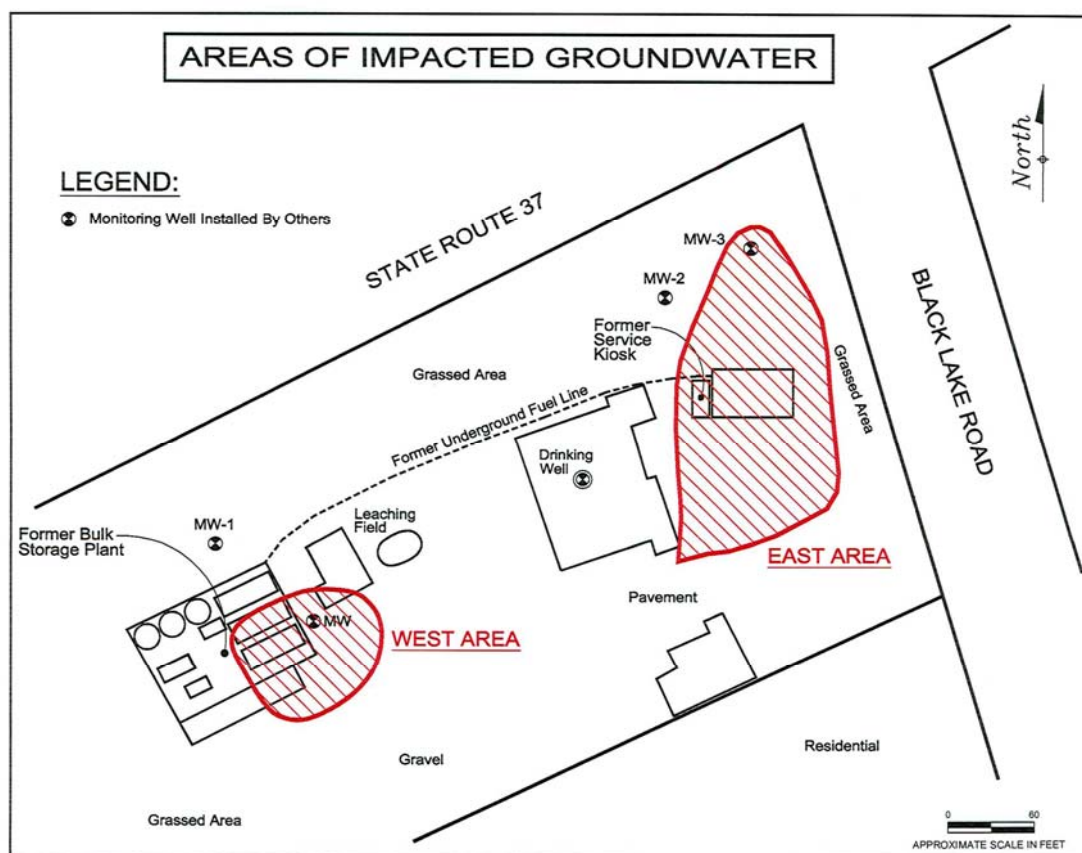 AREAS OF IMPACTED GROUNDWATER
North
LEGEND:
Monitoring Well Installed By Others
STATE ROUTE 37
BLACK LAKE ROAD
MW-3
MW-2
Former
Service
Kiosk
Grassed Area
Grassed Area
Former Underground Fuel Line
Drinking
Well
MW-1
Leaching
Field
Former Bulk
Storage Plant
EAST AREA
Pavement
MW
WEST AREA
Residential
Gravel
Grassed Area
0 60
APPROXIMATE SCALE IN FEET